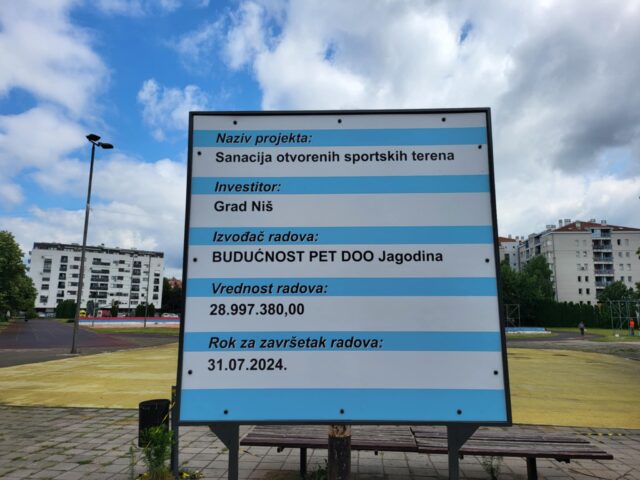 Naziv projekta:
Sanacija otvorenih sportskih terena
Investitor:
Grad Niš
Izvođač radova:
BUDUĆNOST PET DOO Jagodina
Vrednost radova:
28.997.380,00
Rok za završetak radova:
31.07.2024.